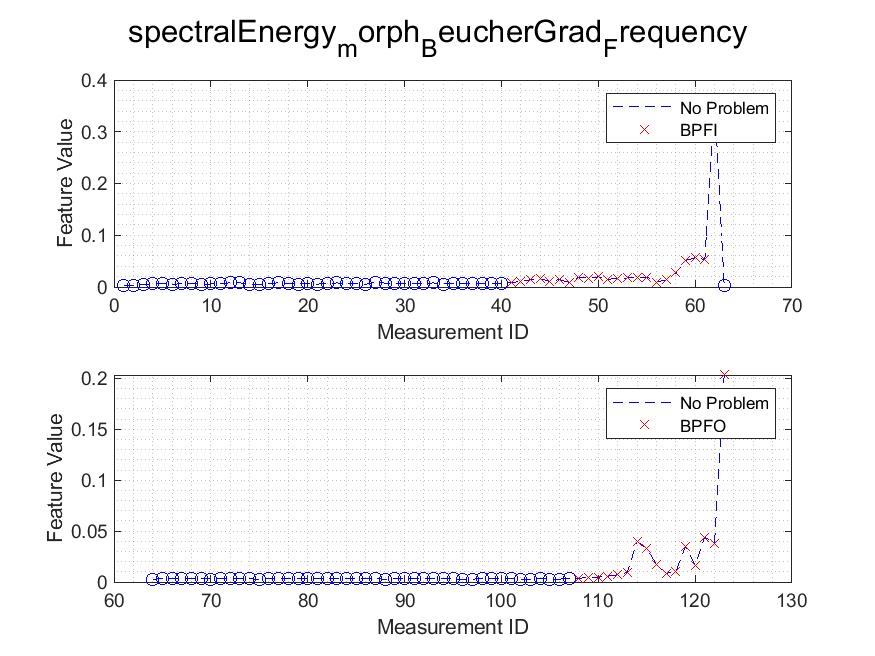 spectralEnergy_morph_BeucherGrad_Frequency
0.4
0.3
0.2
0.1
0
Feature Value
No Problem
BPFI
0 10 20 30 40 50 60 70
Measurement ID
0.2
0.15
0.1
0.05
0
Feature Value
No Problem
BPFO
60 70 80 90 100 110 120 130
Measurement ID